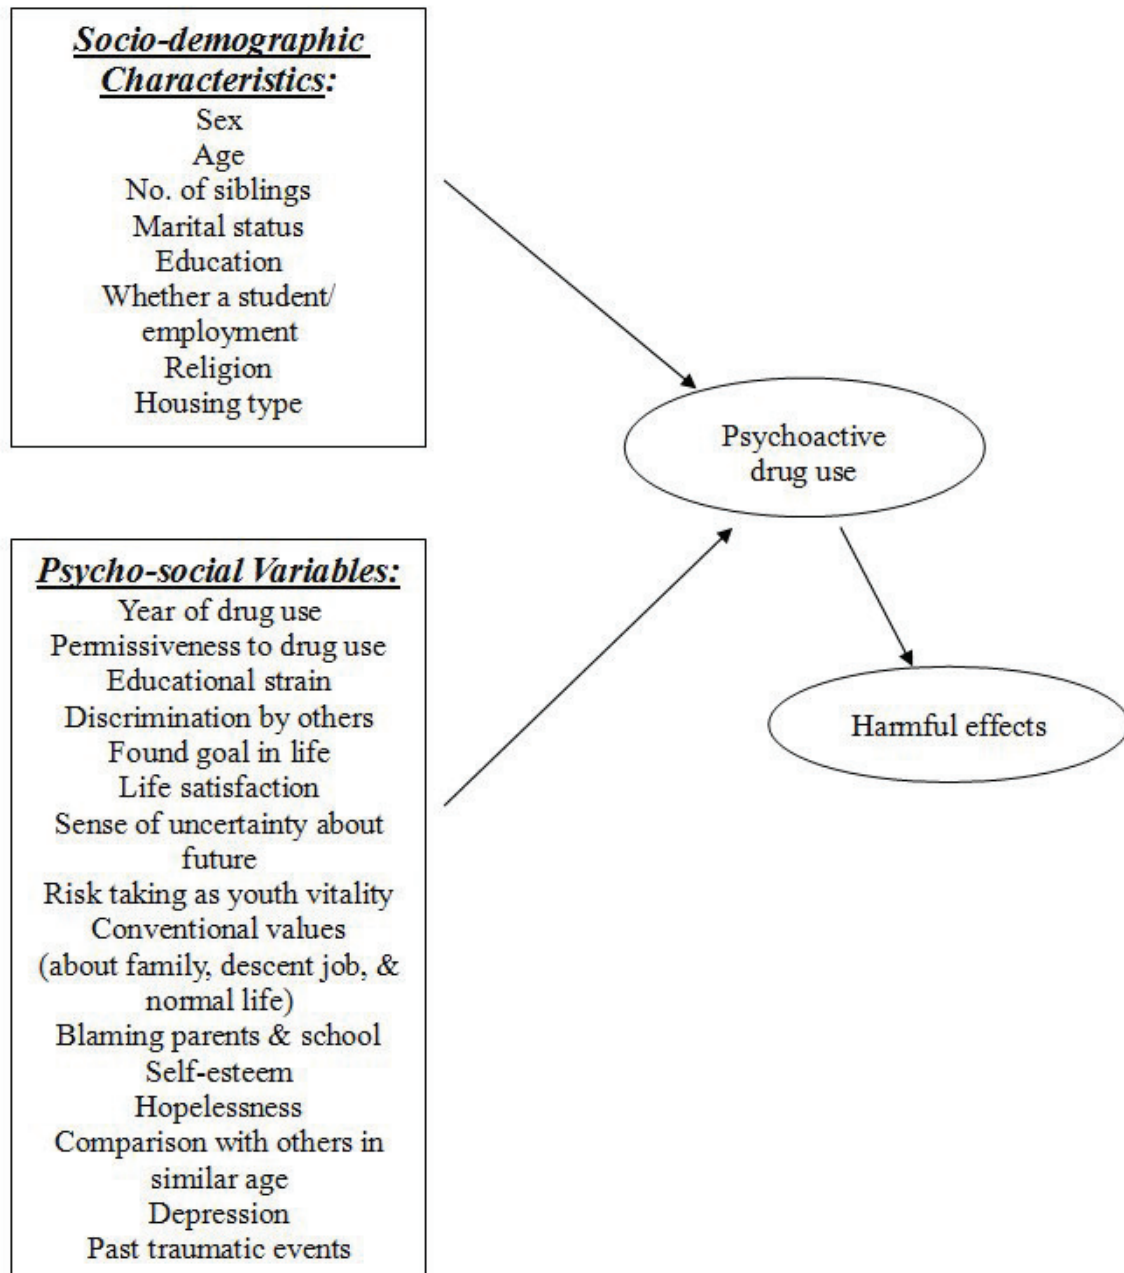 Socio-demographic
Characteristics:
Sex
Age
No. of siblings
Marital status
Education
Whether a student/
employment
Religion
Housing type
Psychoactive
drug use
Psycho-social Variables:
Year of drug use
Permissiveness to drug use
Educational strain
Discrimination by others
Found goal in life
Life satisfaction
Sense of uncertainty about
future
Risk taking as youth vitality
Conventional values
(about family, descent job, &
normal life)
Blaming parents & school
Self-esteem
Hopelessness
Comparison with others in
similar age
Depression
Past traumatic events
Harmful effects